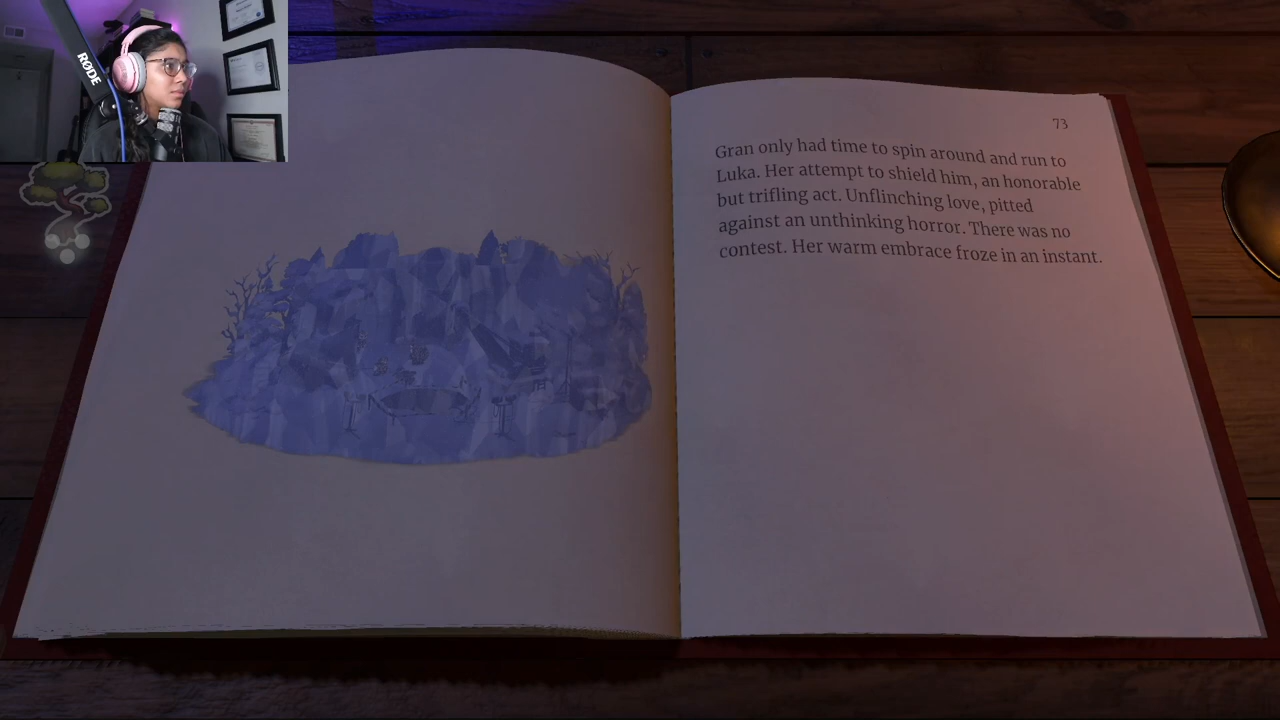 RØDE
73
Gran only had time to spin around and run to
Luka. Her attempt to shield him, an honorable
but trifling act. Unflinching love, pitted
against an unthinking horror. There was no
contest. Her warm embrace froze in an instant.